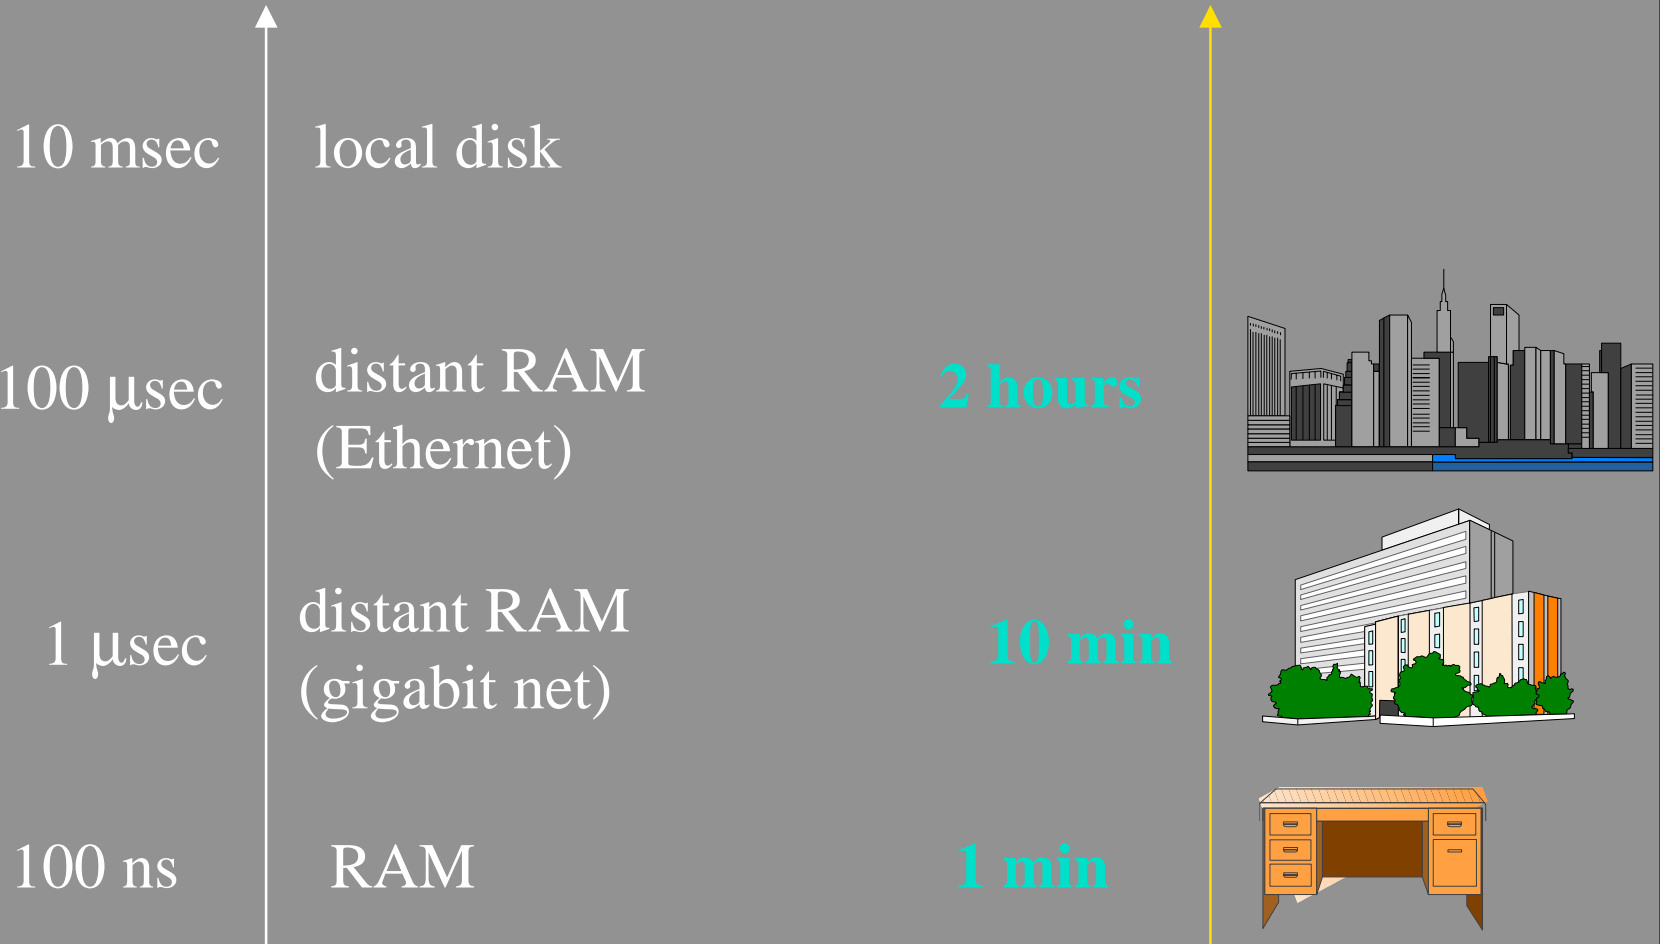 10 msec local disk
100 μsec distant RAM
(Ethernet)
2 hours
1 μsec distant RAM
(gigabit net)
10 min
100 ns RAM 1 min